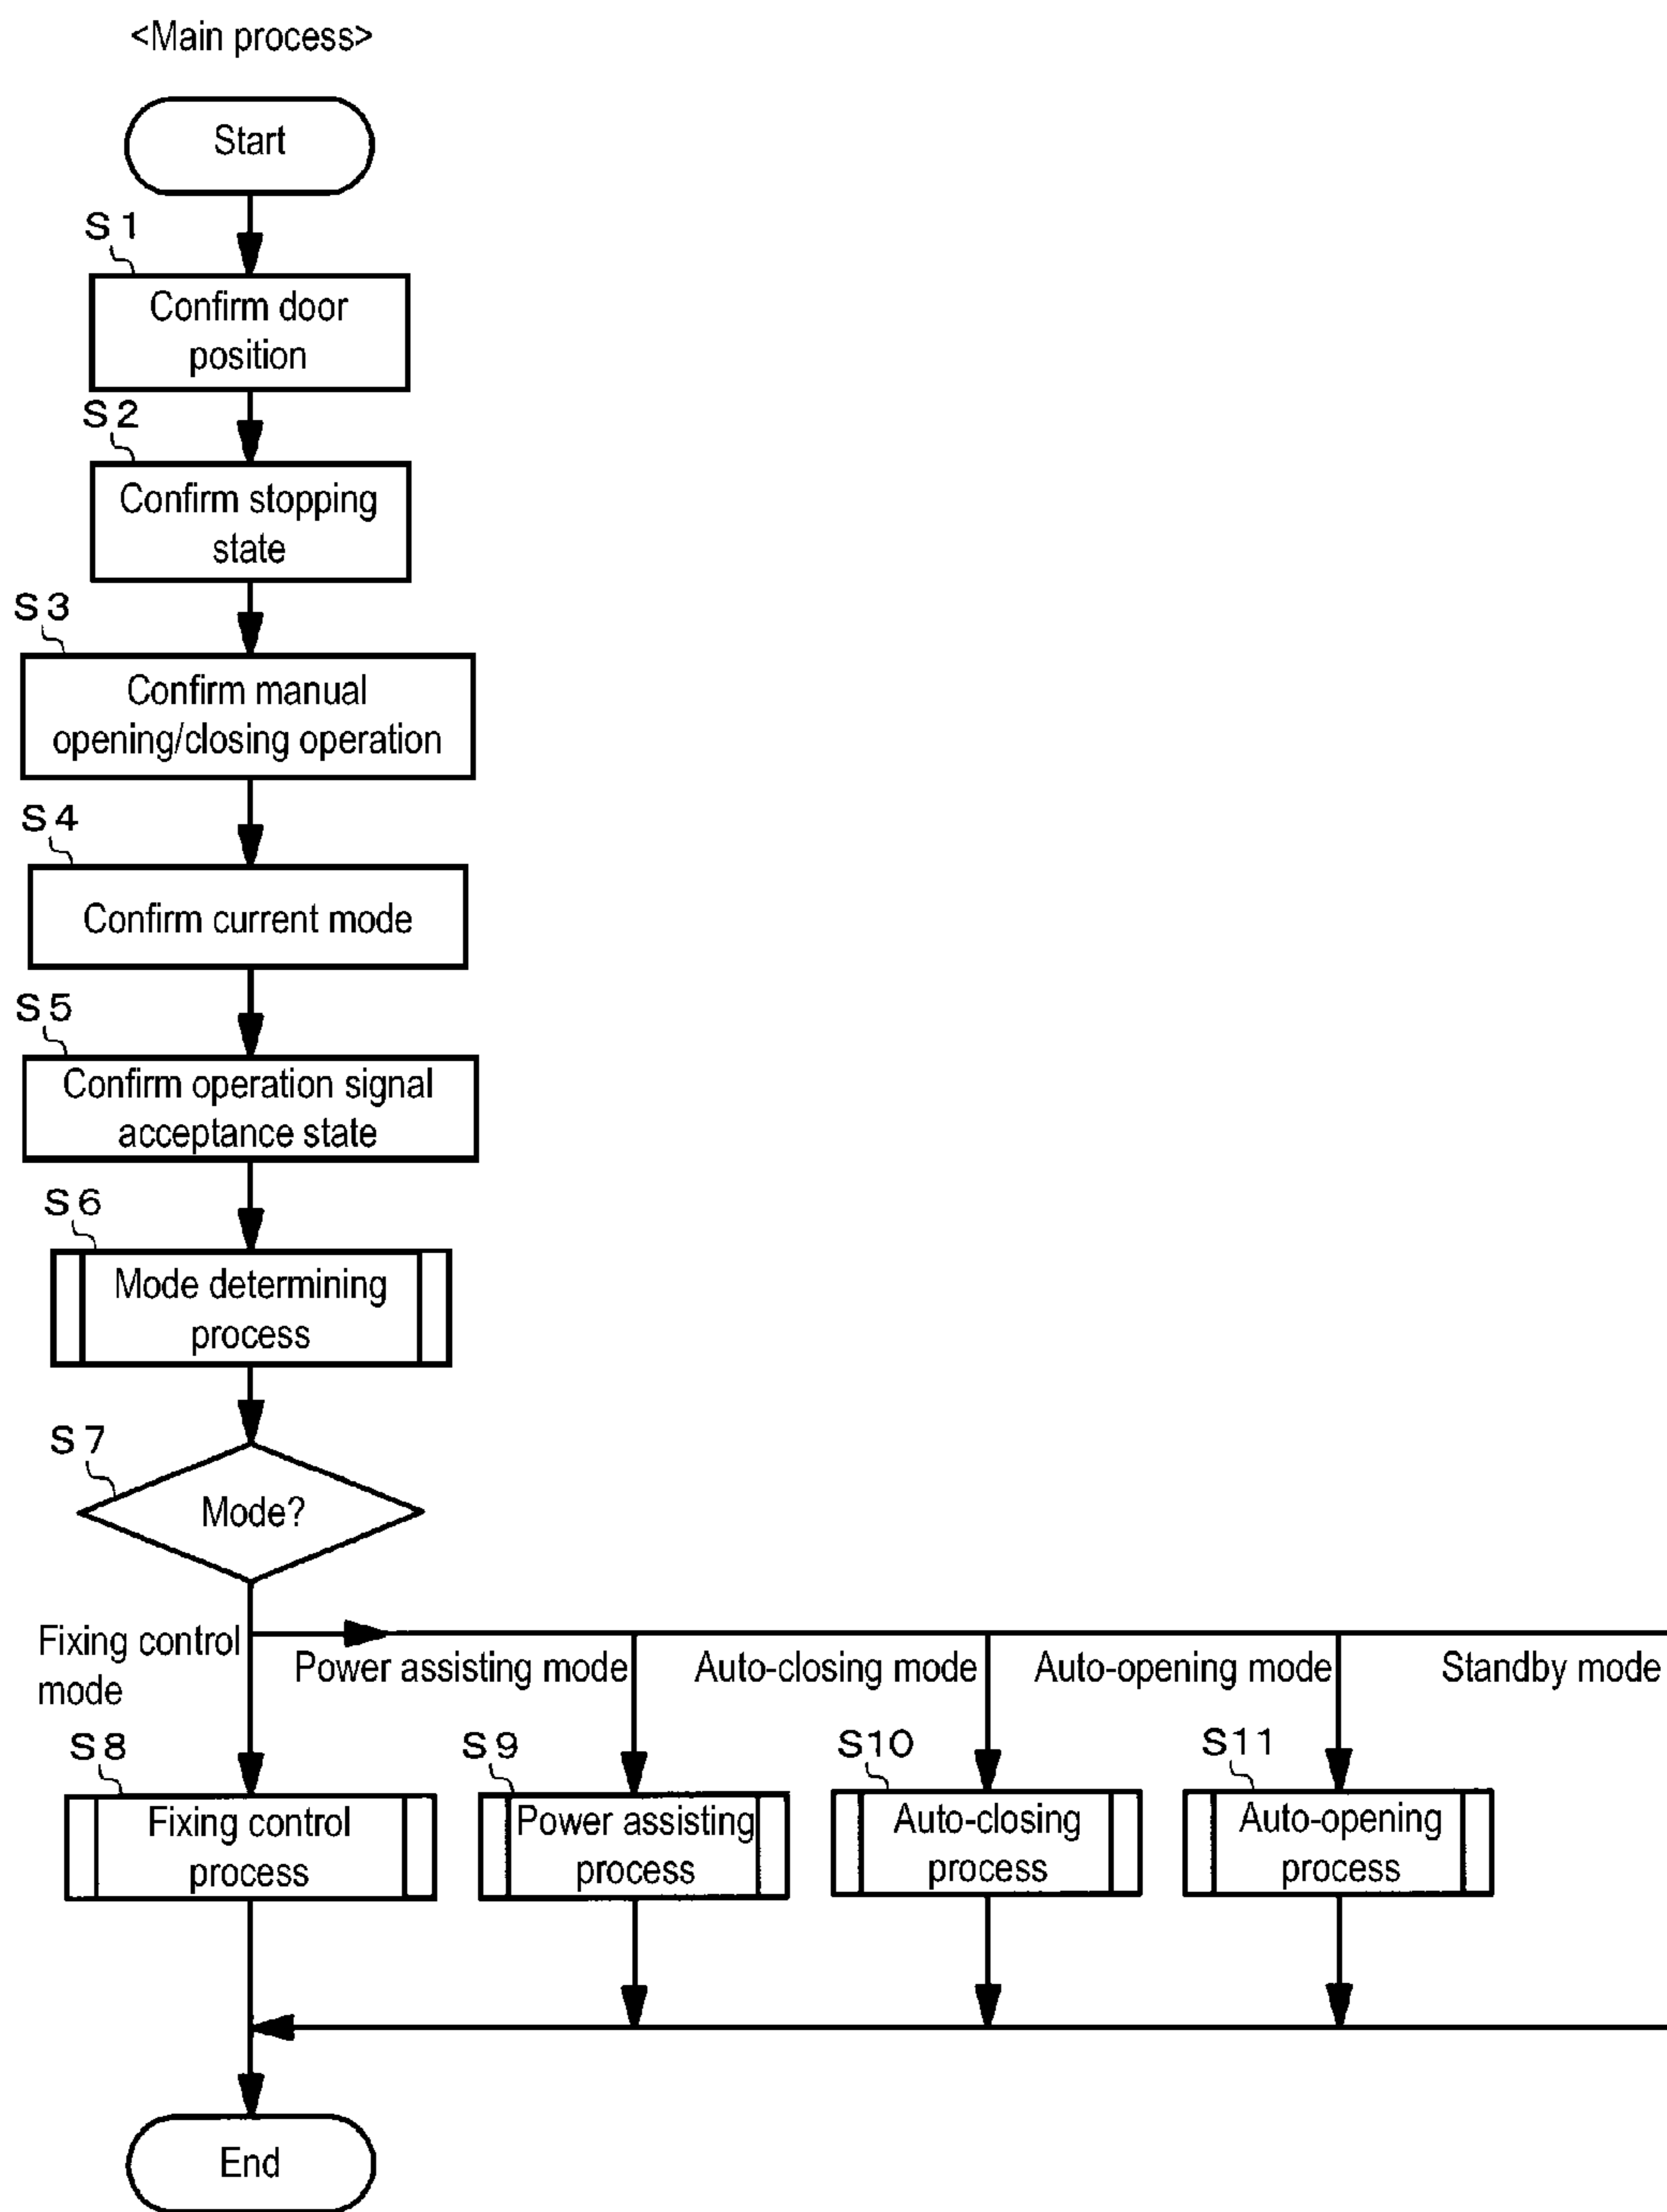 <Main process>
Start
S1
Confirm door
position
S2
Confirm stopping
state
S3
Confirm manual
opening/closing operation
S4
Confirm current mode
S5
Confirm operation signal
acceptance state
S6
Mode determining
process
S7
Mode?
Fixing control
mode
Power assisting mode
Auto-closing mode
Auto-opening mode
Standby mode
S8
Fixing control
process
S9
Power assisting
process
S10
Auto-closing
process
S11
Auto-opening
process
End